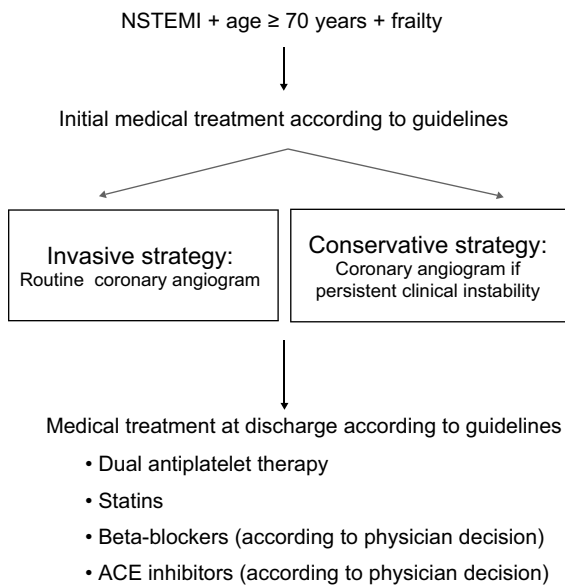 NSTEMI + age ≥ 70 years + frailty
Initial medical treatment according to guidelines
Invasive strategy:
Routine coronary angiogram
Conservative strategy:
Coronary angiogram if
persistent clinical instability
Medical treatment at discharge according to guidelines
• Dual antiplatelet therapy
• Statins
• Beta-blockers (according to physician decision)
• ACE inhibitors (according to physician decision)